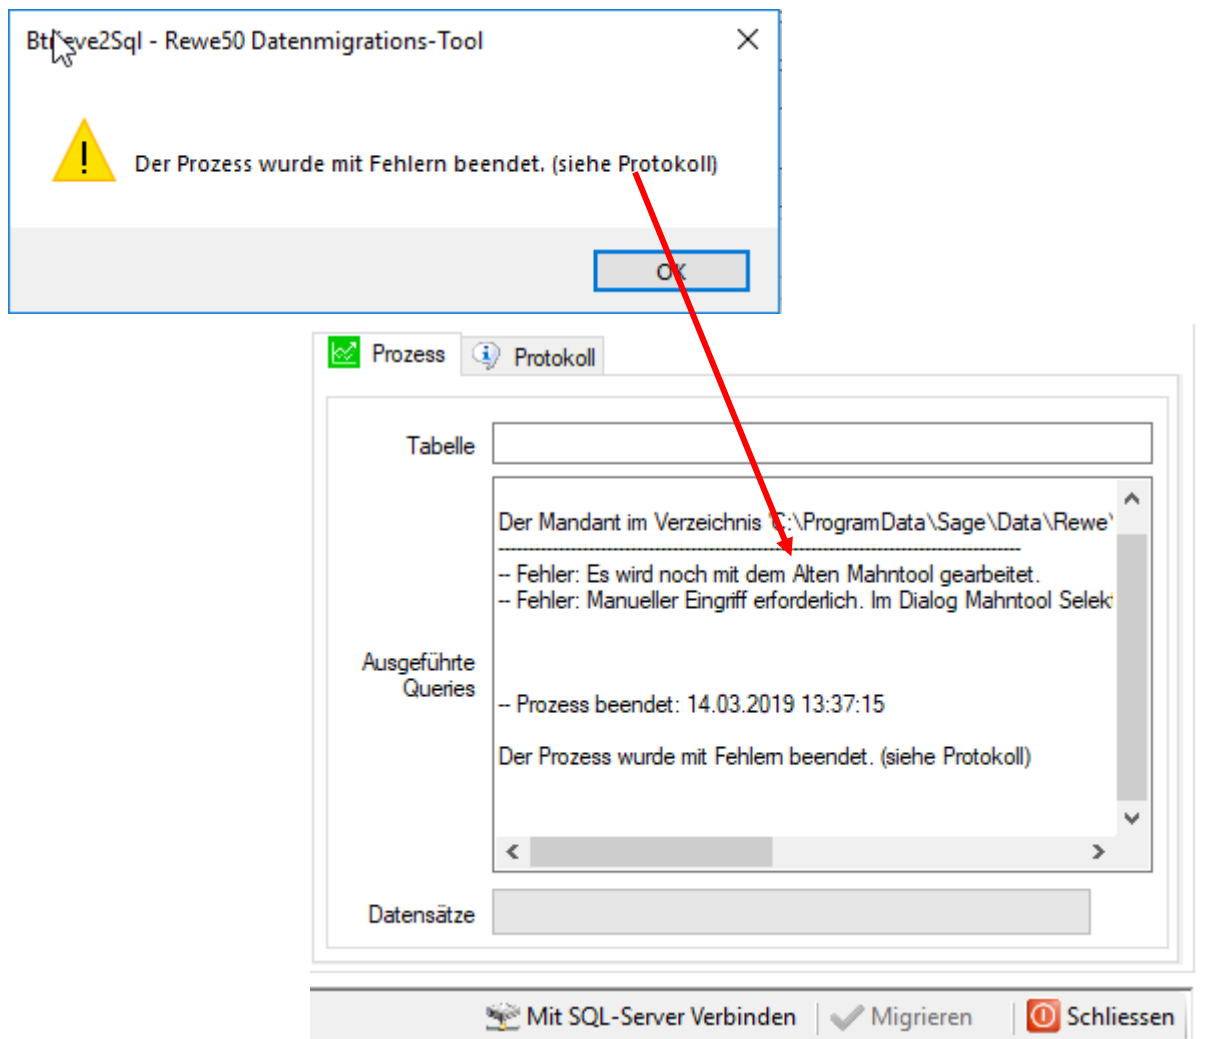 Btrieve2Sql - Rewe50 Datenmigrations-Tool
Der Prozess wurde mit Fehlern beendet. (siehe Protokoll)
OK
Prozess
Protokoll
Tabelle
Der Mandant im Verzeichnis 'C:\ProgramData\Sage\Data\Rewe\
-- Fehler: Es wird noch mit dem Alten Mahntool gearbeitet.
-- Fehler: Manueller Eingriff erforderlich. Im Dialog Mahntool Selekt
Ausgeführte
Queries
-- Prozess beendet: 14.03.2019 13:37:15
Der Prozess wurde mit Fehlern beendet. (siehe Protokoll)
Datensätze
Mit SQL-Server Verbinden
Migrieren
Schliessen